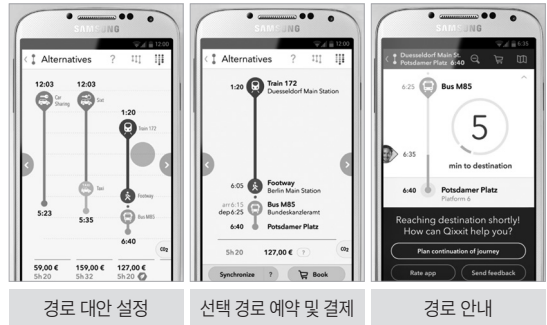 SAMSUNG
12:00
Alternatives ?
12:03 12:03
Car Sharing
1:20
Train 172
Taxi
Footway
Bus M85
5:23
5:35
6:40
CO2
59,00 € 159,00 € 127,00 €
5h 20 5h 32 5h 20
경로 대안 설정
SAMSUNG
12:00
Alternatives ?
1:20 Train 172
Duesseldorf Main Station
6:05 Footway
Berlin Main Station
arr6:15 Bus M85
dep6:25 Bundeskanzleramt
6:40 Potsdamer Platz
5h 20 127,00 € ?
CO2
Synchronize ? Book
선택 경로 예약 및 결제
SAMSUNG
6:35
Duesseldorf Main St.
Potsdamer Platz 6:40
6:25 Bus M85
5
6:35
min to destination
6:40 Potsdamer Platz
Parform 6
Reaching destination shortly!
How can Qixxit help you?
Plan continuation of journey
Rate app Send feedback
경로 안내